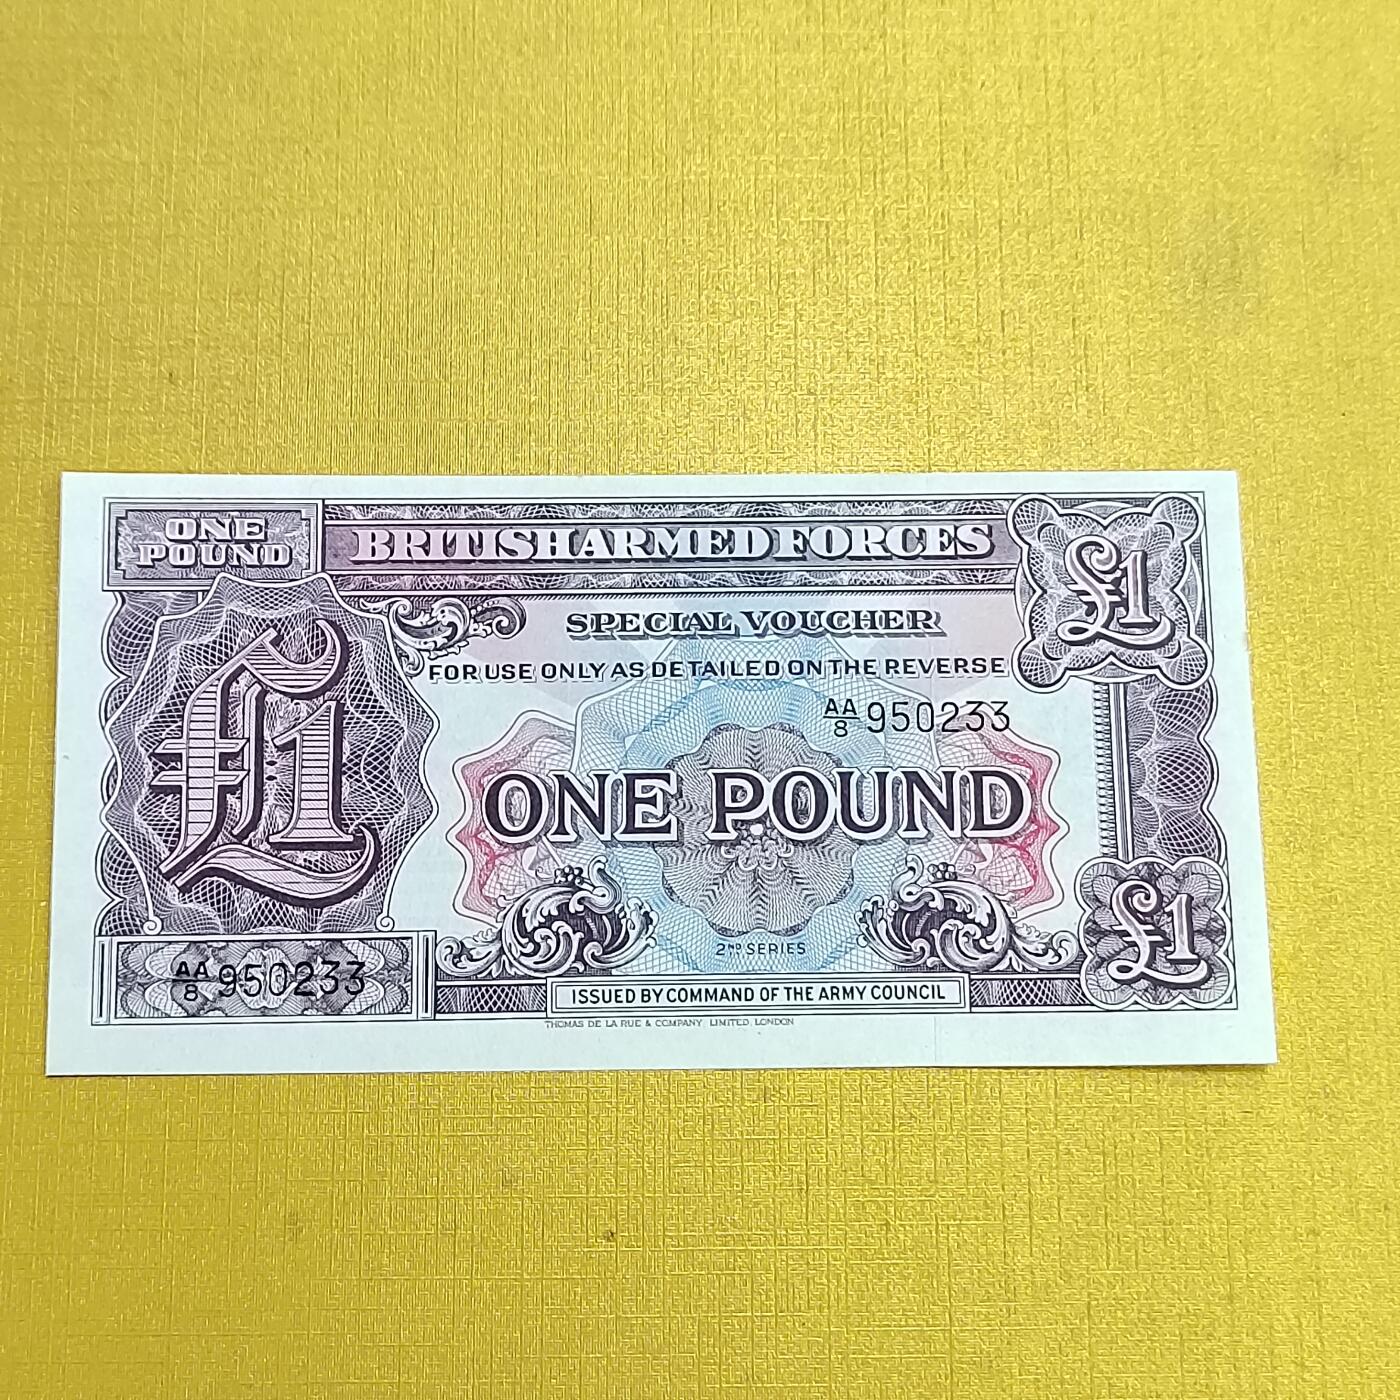 ONE
POUND
BRITISH ARMED FORCES
£1
SPECIAL VOUCHER
FOR USE ONLY AS DETAILED ON THE REVERSE
AA/8 950233
£1
ONE POUND
2ND SERIES
£1
AA/8 950233
ISSUED BY COMMAND OF THE ARMY COUNCIL
THOMAS DE LA RUE & COMPANY, LIMITED, LONDON